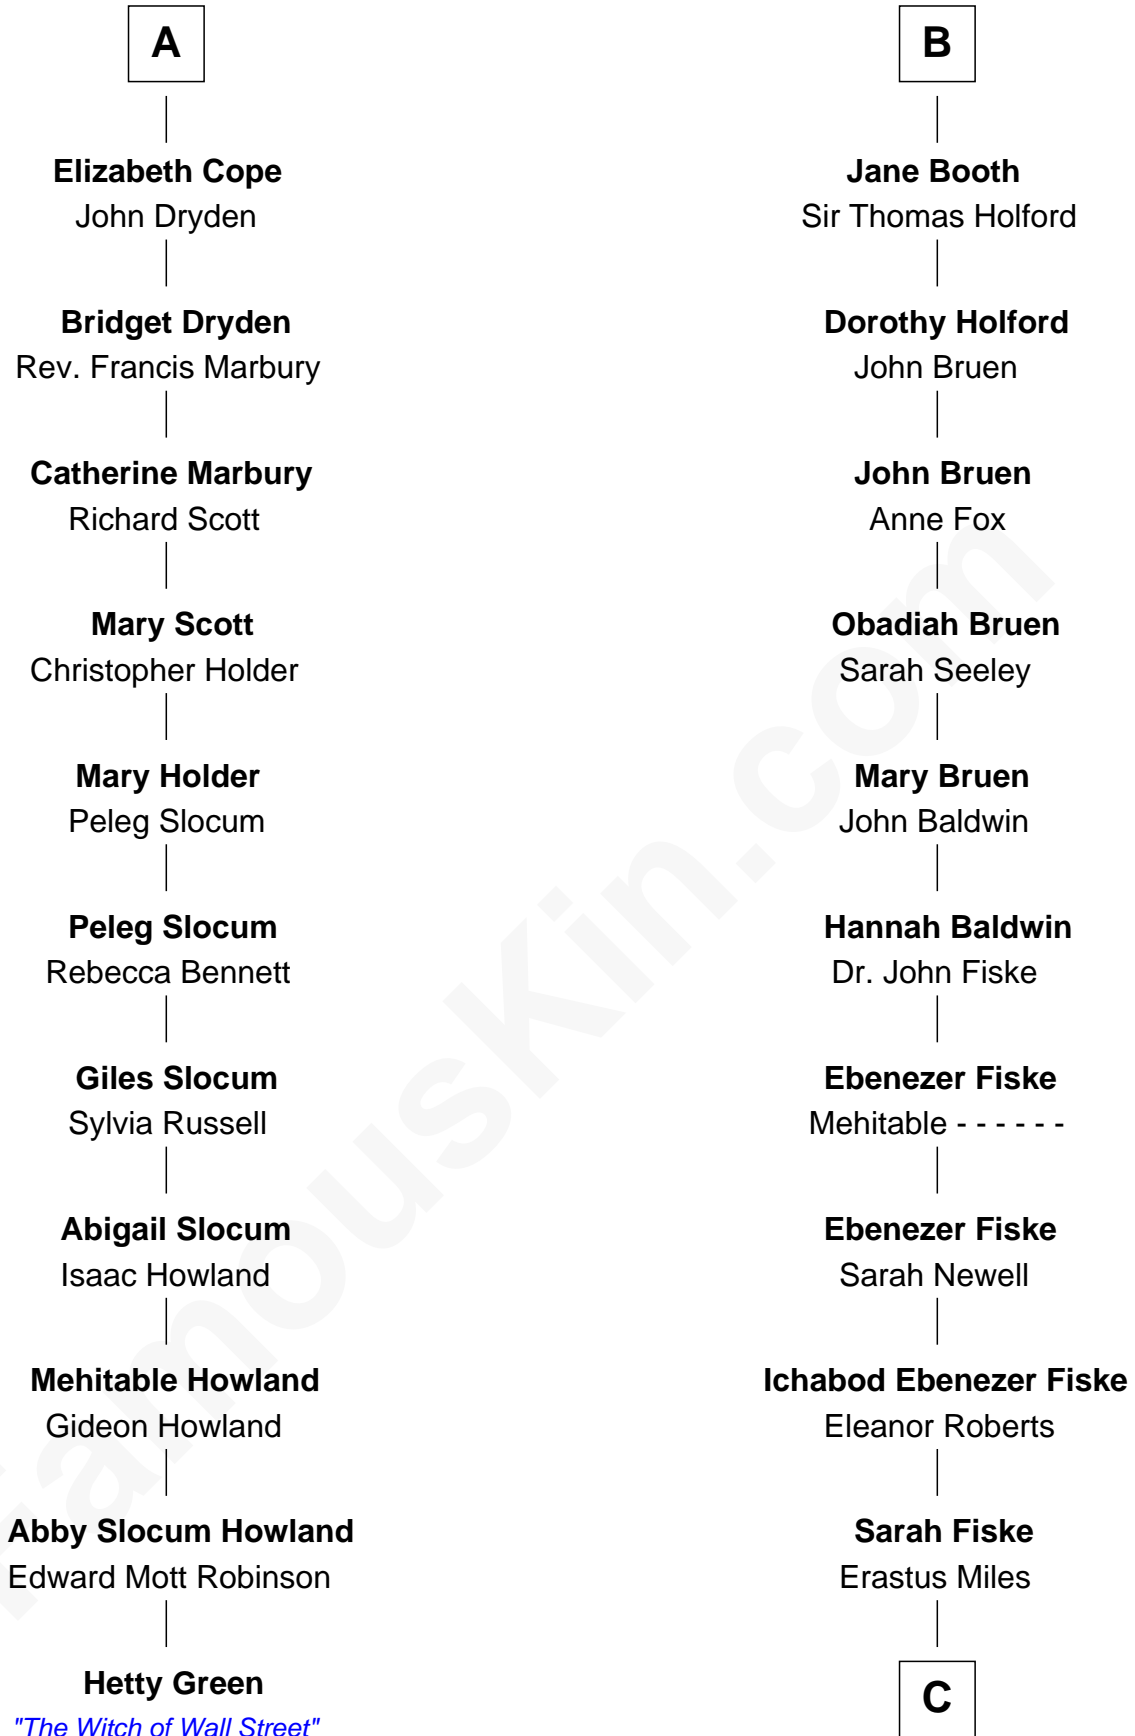 A
Elizabeth Cope
John Dryden
Bridget Dryden
Rev. Francis Marbury
Catherine Marbury
Richard Scott
Mary Scott
Christopher Holder
Mary Holder
Peleg Slocum
Peleg Slocum
Rebecca Bennett
Giles Slocum
Sylvia Russell
Abigail Slocum
Isaac Howland
Mehitable Howland
Gideon Howland
Abby Slocum Howland
Edward Mott Robinson
Hetty Green
"The Witch of Wall Street"
B
Jane Booth
Sir Thomas Holford
Dorothy Holford
John Bruen
John Bruen
Anne Fox
Obadiah Bruen
Sarah Seeley
Mary Bruen
John Baldwin
Hannah Baldwin
Dr. John Fiske
Ebenezer Fiske
Mehitable - - - - - -
Ebenezer Fiske
Sarah Newell
Ichabod Ebenezer Fiske
Eleanor Roberts
Sarah Fiske
Erastus Miles
C
FamousKin.com